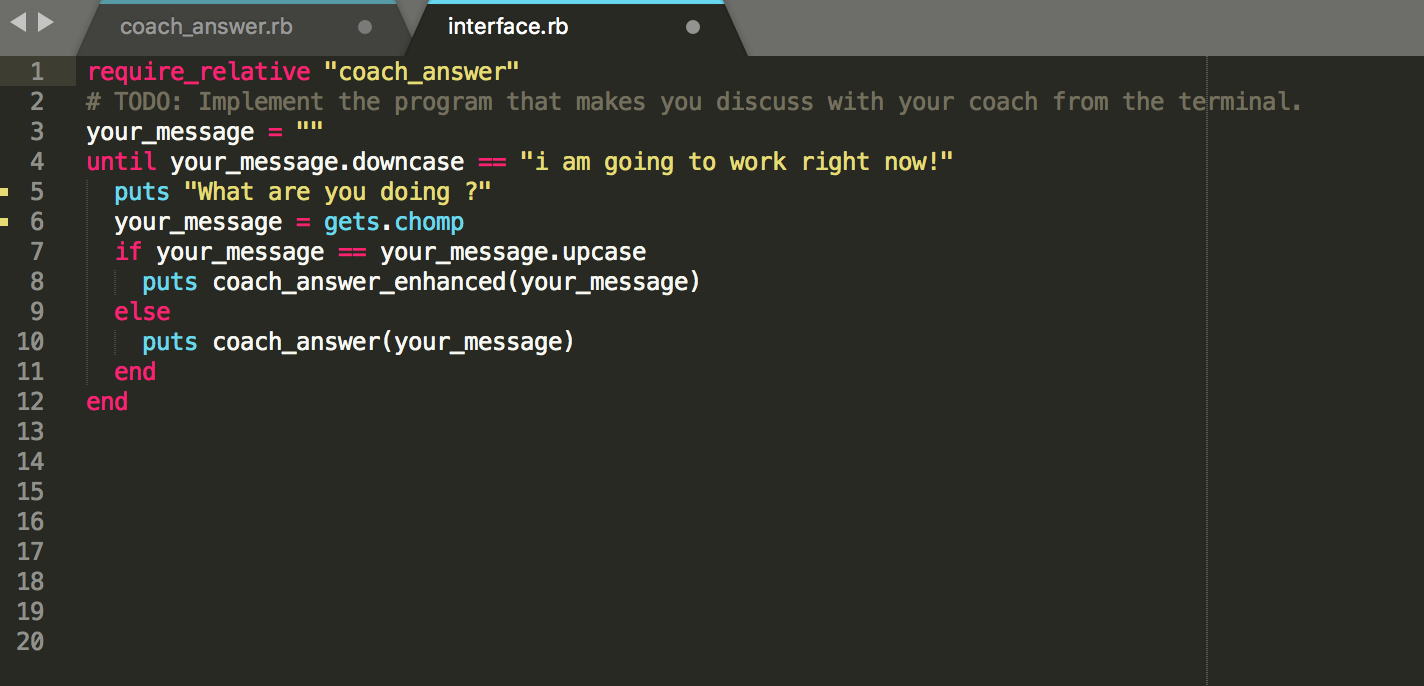 coach_answer.rb
interface.rb
1 require_relative "coach_answer"
2 # TODO: Implement the program that makes you discuss with your coach from the terminal.
3 your_message = ""
4 until your_message.downcase == "i am going to work right now!"
5   puts "What are you doing ?"
6   your_message = gets.chomp
7   if your_message == your_message.upcase
8     puts coach_answer_enhanced(your_message)
9   else
10     puts coach_answer(your_message)
11   end
12 end
13
14
15
16
17
18
19
20